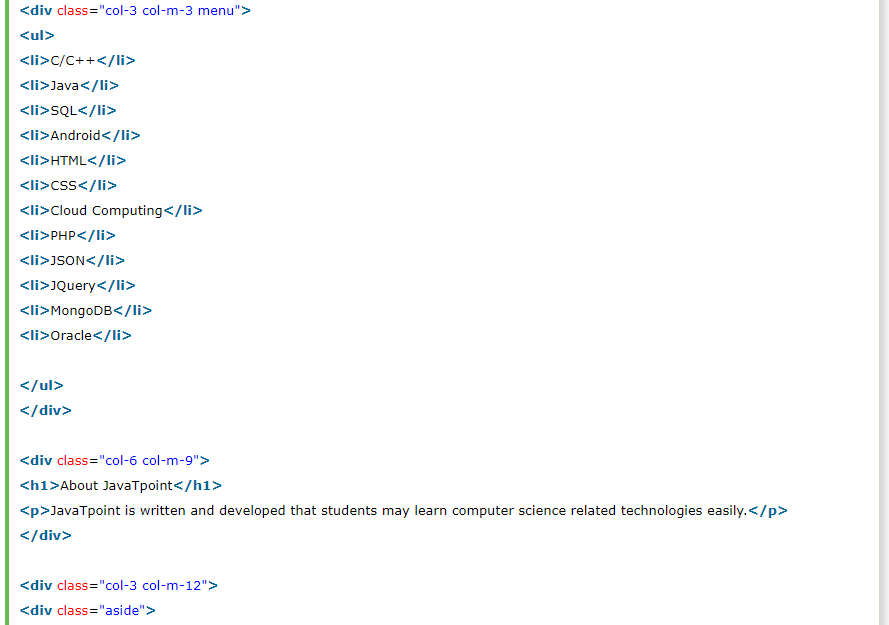 <div class="col-3 col-m-3 menu">
<ul>
<li>C/C++</li>
<li>Java</li>
<li>SQL</li>
<li>Android</li>
<li>HTML</li>
<li>CSS</li>
<li>Cloud Computing</li>
<li>PHP</li>
<li>JSON</li>
<li>JQuery</li>
<li>MongoDB</li>
<li>Oracle</li>
</ul>
</div>
<div class="col-6 col-m-9">
<h1>About JavaTpoint</h1>
<p>JavaTpoint is written and developed that students may learn computer science related technologies easily.</p>
</div>
<div class="col-3 col-m-12">
<div class="aside">